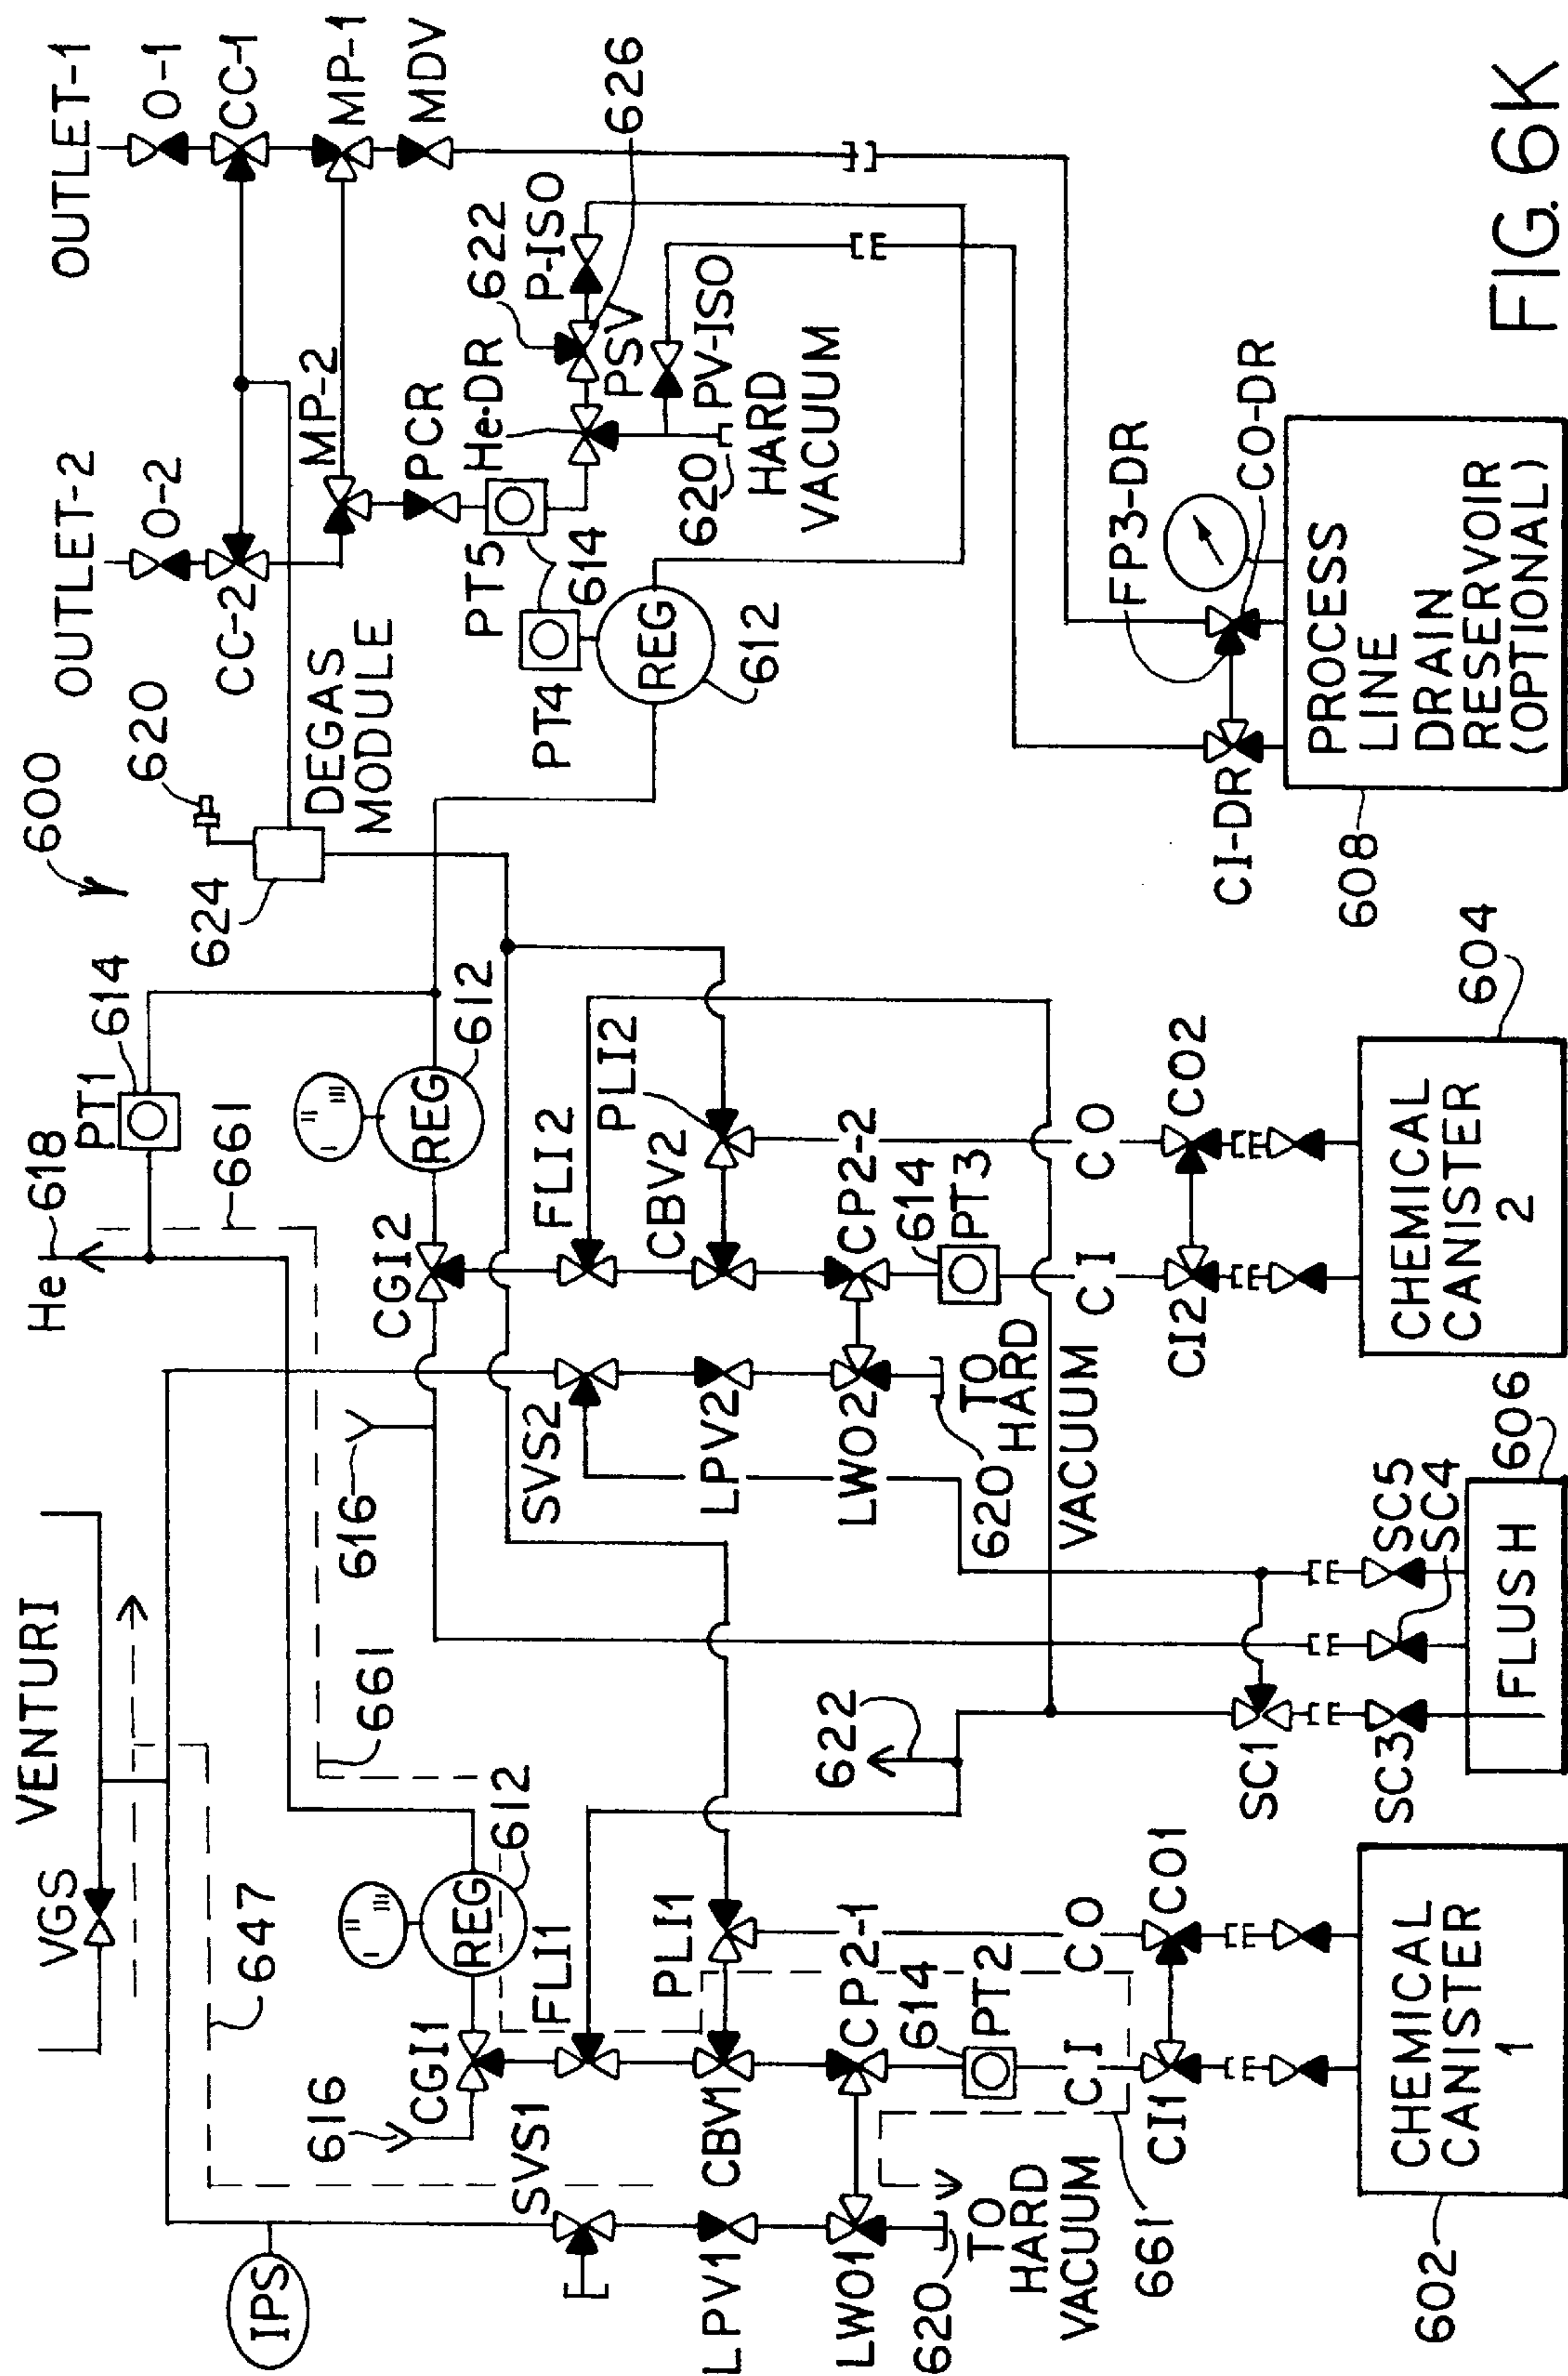 VENTURI
VGS
647
IPS
616
CGI1
SVS1
LPV1
LWO1
620
TO
HARD
VACUUM
661
REG
612
FLI1
CBV1
PLI1
CP2-1
614
PT2
CI
CO
CI1
CO1
CHEMICAL
CANISTER
1
602
661
622
SC1
SC3
SC5
SC4
FLUSH
606
He
618
PT1
614
661
616
CGI2
REG
612
SVS2
LPV2
LWO2
620
TO
HARD
VACUUM
FLI2
CBV2
PLI2
CP2-2
614
PT3
CI
CO
CI2
CO2
CHEMICAL
CANISTER
2
604
600
620
624
DEGAS
MODULE
OUTLET-2
O-2
CC-2
MP-2
PCR
PT5
614
PT4
REG
612
OUTLET-1
O-1
CC-1
MP-1
MDV
626
622
P-ISO
He-DR
PSV
PV-ISO
620
HARD
VACUUM
FP3-DR
CO-DR
CI-DR
608
PROCESS
LINE
DRAIN
RESERVOIR
(OPTIONAL)
FIG. 6K